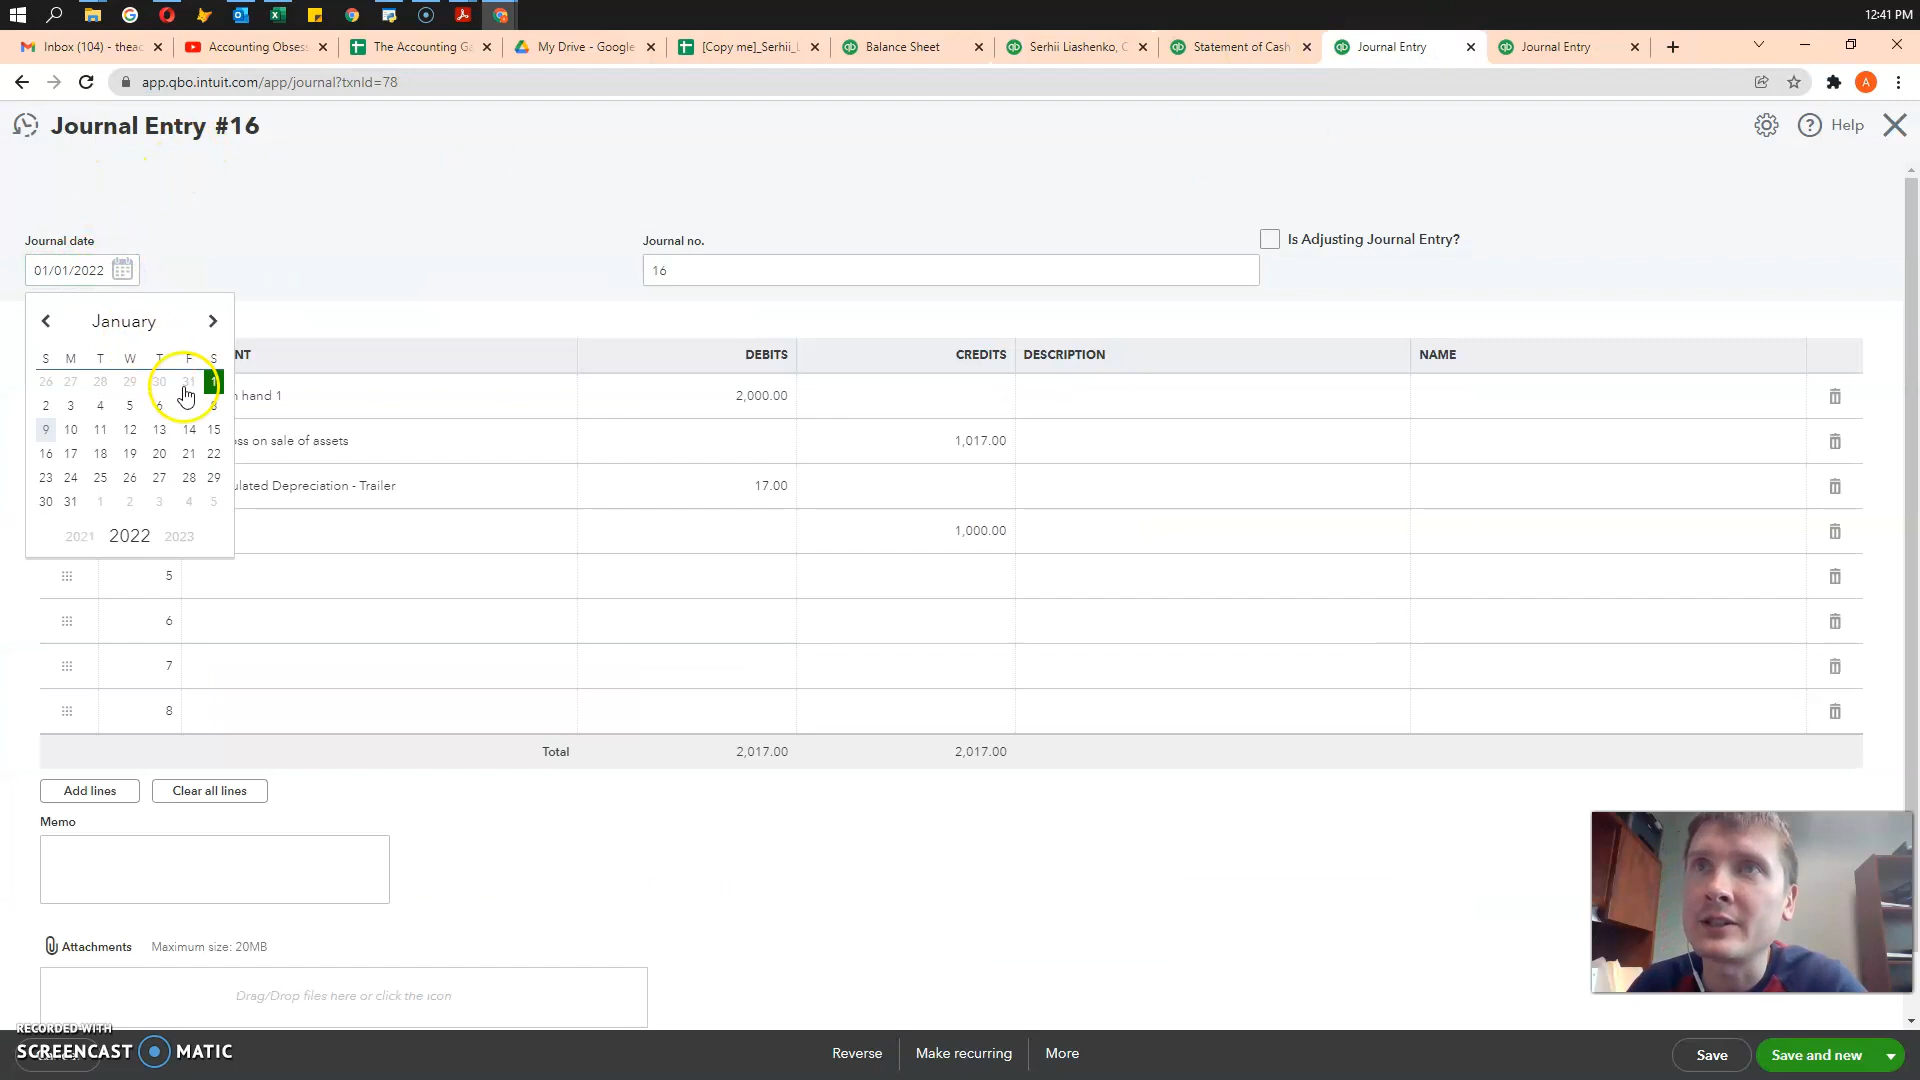 12:41 PM
Inbox (104) - theac
Accounting Obses
The Accounting Ga
My Drive - Google
[Copy me]_Serhii_L
Balance Sheet
Serhii Liashenko, C
Statement of Cash
Journal Entry
Journal Entry
app.qbo.intuit.com/app/journal?txnId=78
A
Journal Entry #16
Help
Journal date
01/01/2022
Journal no.
16
Is Adjusting Journal Entry?
January
S M T W T F S
26 27 28 29 30 31 1
2 3 4 5 6 8
9 10 11 12 13 14 15
16 17 18 19 20 21 22
23 24 25 26 27 28 29
30 31 1 2 3 4 5
2021 2022 2023
NT DEBITS CREDITS DESCRIPTION NAME
hand 1 2,000.00
oss on sale of assets 1,017.00
ulated Depreciation - Trailer 17.00
1,000.00
5
6
7
8
Total 2,017.00 2,017.00
Add lines Clear all lines
Memo
Attachments Maximum size: 20MB
Drag/Drop files here or click the icon
RECORDED WITH
SCREENCAST MATIC
Reverse Make recurring More
Save Save and new